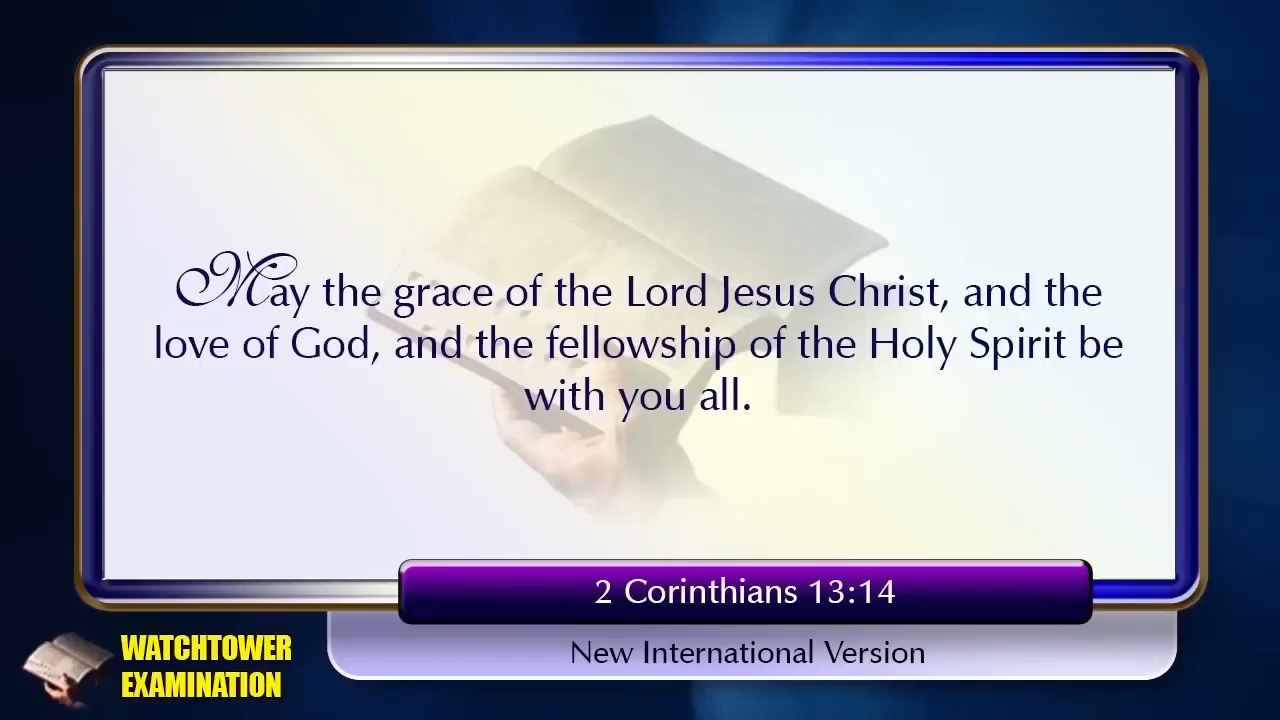 May the grace of the Lord Jesus Christ, and the
love of God, and the fellowship of the Holy Spirit be
with you all.
2 Corinthians 13:14
New International Version
WATCHTOWER
EXAMINATION